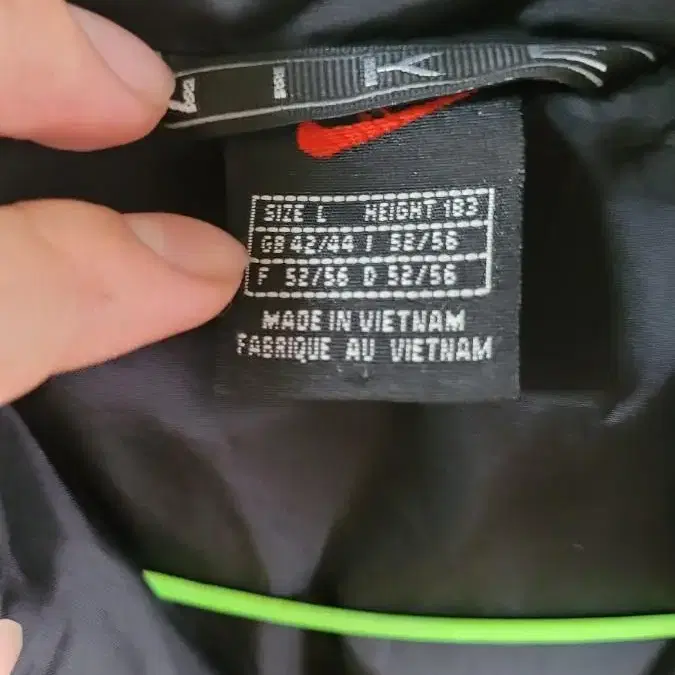 SIZE L HEIGHT 183
GB 42/44 I 52/56
F 52/56 D 52/56
MADE IN VIETNAM
FABRIQUE AU VIETNAM